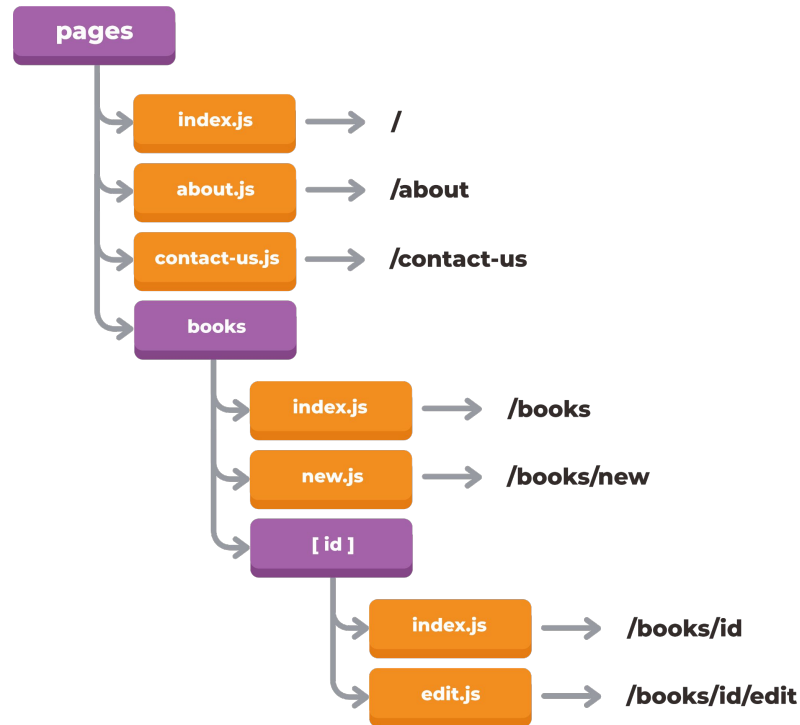 pages
index.js
/
about.js
/about
contact-us.js
/contact-us
books
index.js
/books
new.js
/books/new
[ id ]
index.js
/books/id
edit.js
/books/id/edit